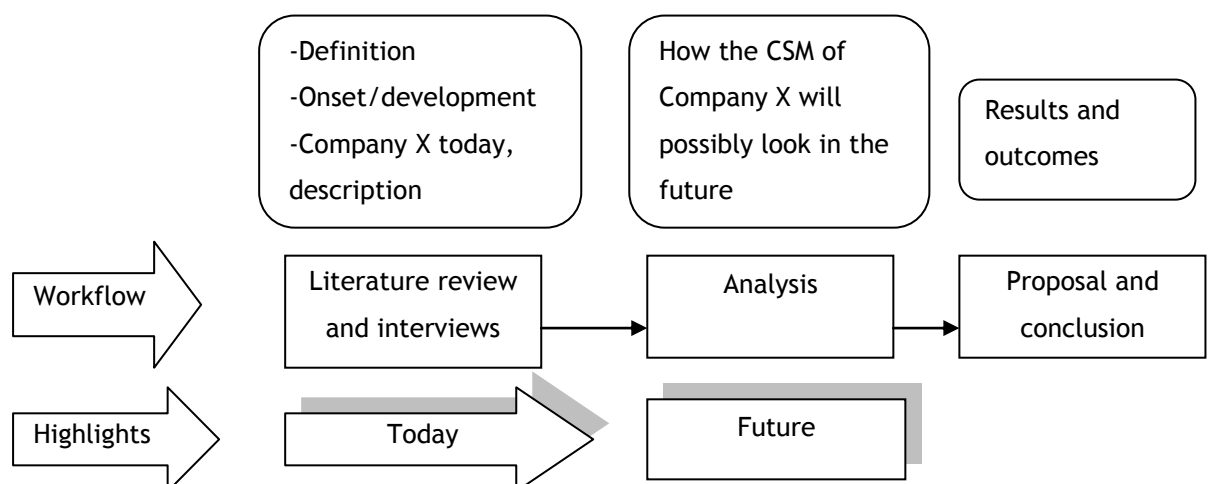 -Definition
-Onset/development
-Company X today,
description
How the CSM of
Company X will
possibly look in the
future
Results and
outcomes
Workflow
Literature review
and interviews
Analysis
Proposal and
conclusion
Highlights
Today
Future